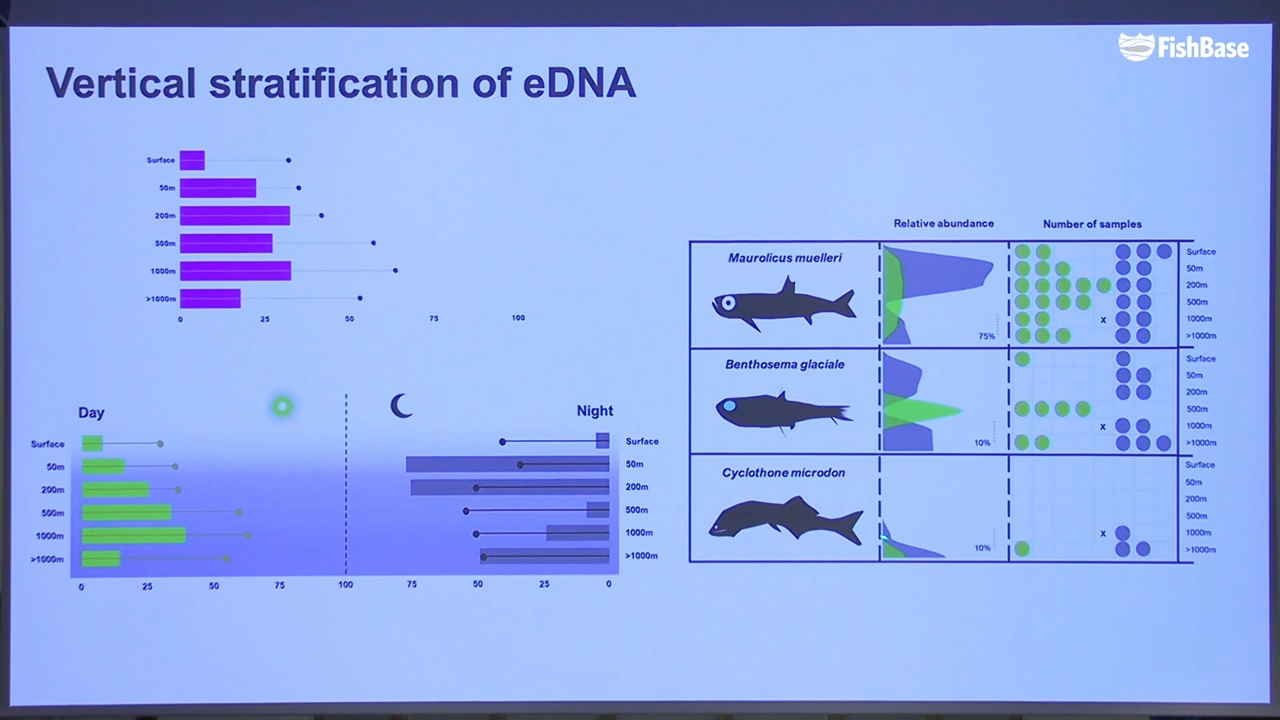 FishBase
Vertical stratification of eDNA
Surface
50m
200m
500m
1000m
>1000m
0 25 50 75 100
Day Night
Surface Surface
50m 50m
200m 200m
500m 500m
1000m 1000m
>1000m >1000m
0 25 50 75 100 75 50 25 0
Relative abundance Number of samples
Maurolicus muelleri
75%
x
Surface
50m
200m
500m
1000m
>1000m
Benthosema glaciale
10%
x
Surface
50m
200m
500m
1000m
>1000m
Cyclothone microdon
10%
x
Surface
50m
200m
500m
1000m
>1000m